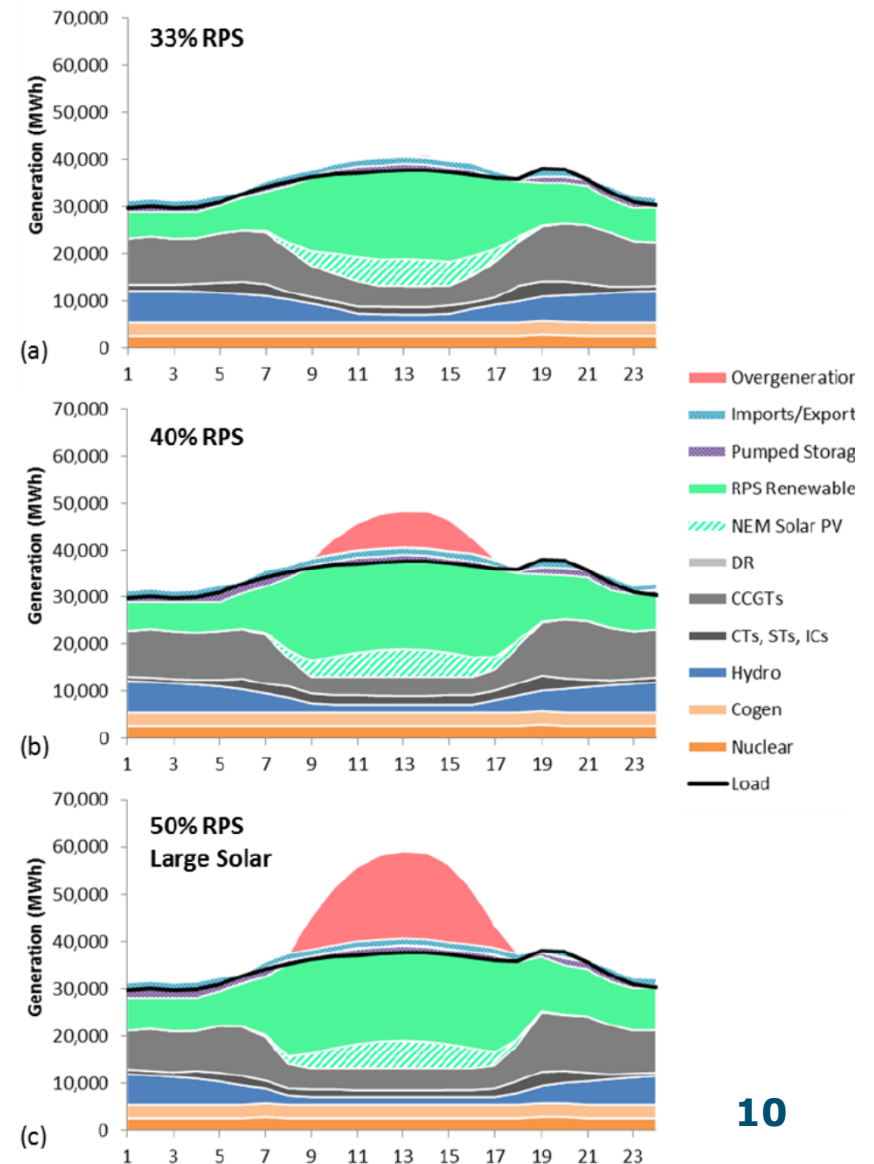 70,000
33% RPS
60,000
50,000
40,000
30,000
20,000
10,000
0
Generation (MWh)
(a)
1 3 5 7 9 11 13 15 17 19 21 23
70,000
40% RPS
60,000
50,000
40,000
30,000
20,000
10,000
0
Generation (MWh)
(b)
1 3 5 7 9 11 13 15 17 19 21 23
Overgeneration
Imports/Export
Pumped Storag
RPS Renewable
NEM Solar PV
DR
CCGTs
CTs, STs, ICs
Hydro
Cogen
Nuclear
Load
70,000
50% RPS
60,000
Large Solar
50,000
40,000
30,000
20,000
10,000
0
Generation (MWh)
(c)
1 3 5 7 9 11 13 15 17 19 21 23
10